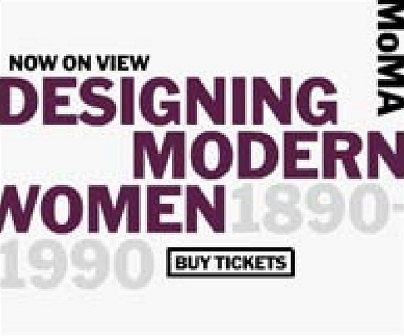 MoMA
NOW ON VIEW
DESIGNING
MODERN
WOMEN 1890-
1990
BUY TICKETS